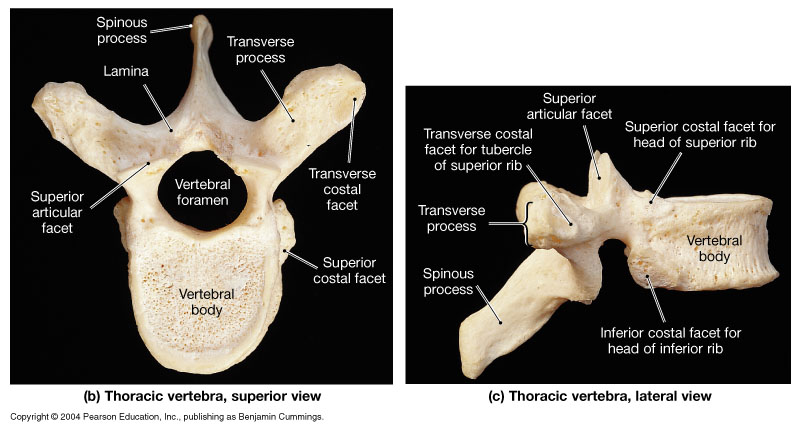 Spinous
process
Transverse
process
Lamina
Superior
articular
facet
Vertebral
foramen
Transverse
costal
facet
Superior
costal facet
Vertebral
body
(b) Thoracic vertebra, superior view
Superior
articular facet
Transverse costal
facet for tubercle
of superior rib
Superior costal facet for
head of superior rib
Transverse
process
Vertebral
body
Spinous
process
Inferior costal facet for
head of inferior rib
(c) Thoracic vertebra, lateral view
Copyright © 2004 Pearson Education, Inc., publishing as Benjamin Cummings.